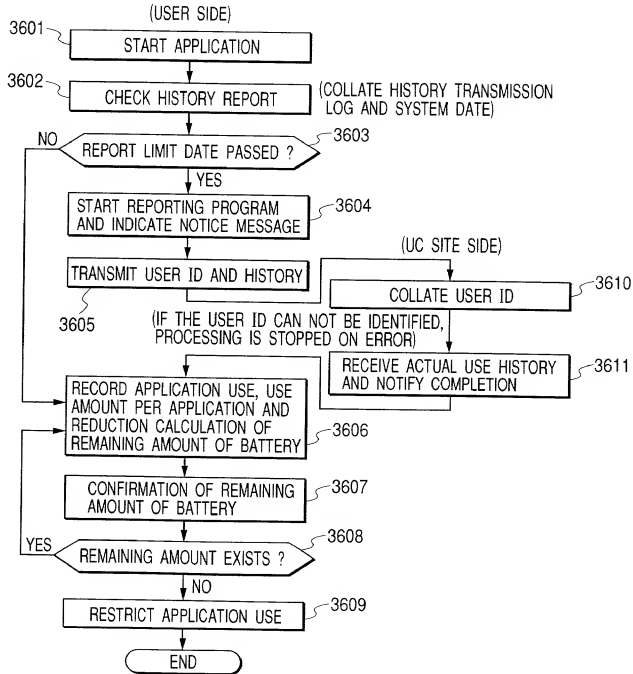 (USER SIDE)
3601
START APPLICATION
3602
CHECK HISTORY REPORT
(COLLATE HISTORY TRANSMISSION
LOG AND SYSTEM DATE)
NO
REPORT LIMIT DATE PASSED ?
3603
YES
START REPORTING PROGRAM
AND INDICATE NOTICE MESSAGE
3604
(UC SITE SIDE)
TRANSMIT USER ID AND HISTORY
3605
COLLATE USER ID
3610
(IF THE USER ID CAN NOT BE IDENTIFIED,
PROCESSING IS STOPPED ON ERROR)
RECEIVE ACTUAL USE HISTORY
AND NOTIFY COMPLETION
3611
RECORD APPLICATION USE, USE
AMOUNT PER APPLICATION AND
REDUCTION CALCULATION OF
REMAINING AMOUNT OF BATTERY
3606
CONFIRMATION OF REMAINING
AMOUNT OF BATTERY
3607
YES
REMAINING AMOUNT EXISTS ?
3608
NO
RESTRICT APPLICATION USE
3609
END